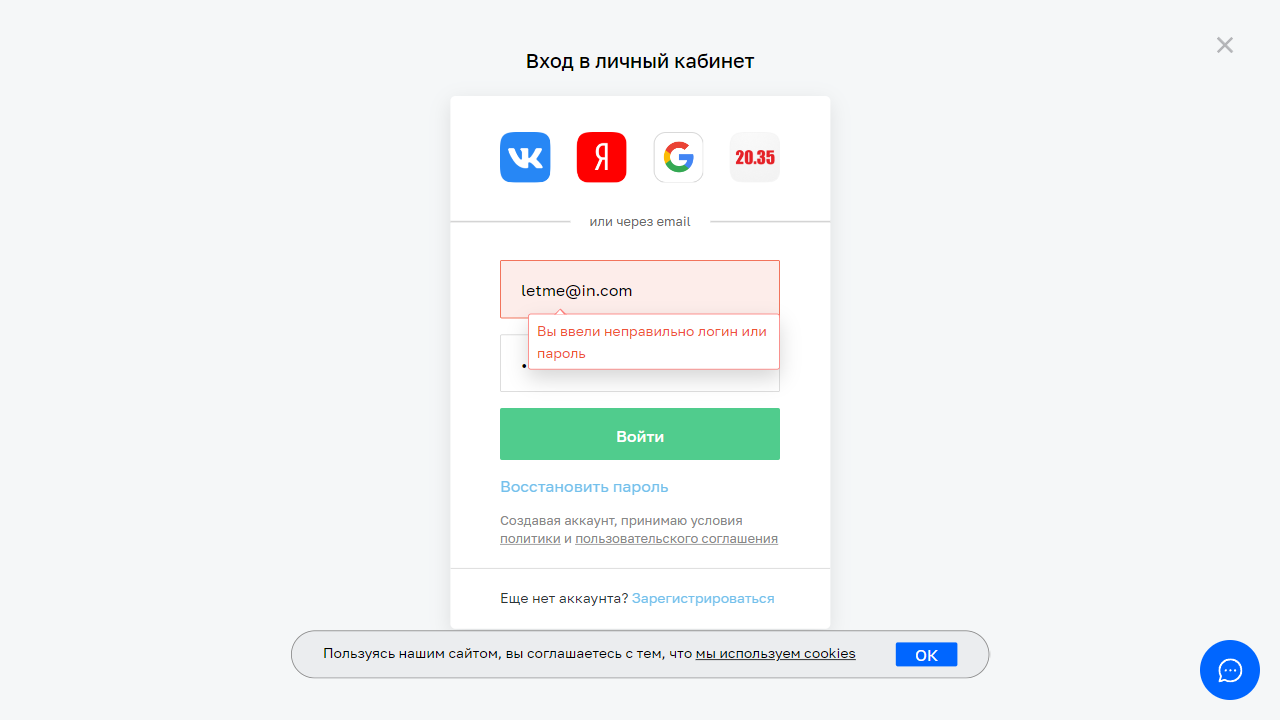 Вход в личный кабинет
20.35
или через email
letme@in.com
Вы ввели неправильно логин или
пароль
Войти
Восстановить пароль
Создавая аккаунт, принимаю условия
политики и пользовательского соглашения
Еще нет аккаунта? Зарегистрироваться
Пользуясь нашим сайтом, вы соглашаетесь с тем, что мы используем cookies
ОК